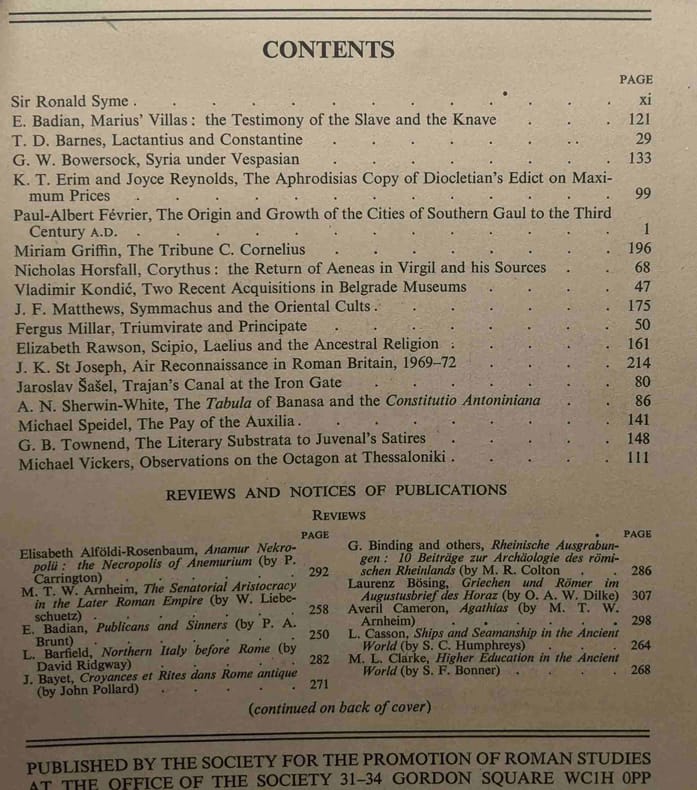 CONTENTS
PAGE
Sir Ronald Syme . . . . . . . . . . . . . xi
E. Badian, Marius' Villas: the Testimony of the Slave and the Knave . . . 121
T. D. Barnes, Lactantius and Constantine . . . . . . . . 29
G. W. Bowersock, Syria under Vespasian . . . . . . . . 133
K. T. Erim and Joyce Reynolds, The Aphrodisias Copy of Diocletian's Edict on Maxi-
mum Prices . . . . . . . . . . . . 99
Paul-Albert Février, The Origin and Growth of the Cities of Southern Gaul to the Third
Century A.D. . . . . . . . . . . . . 1
Miriam Griffin, The Tribune C. Cornelius . . . . . . . . 196
Nicholas Horsfall, Corythus: the Return of Aeneas in Virgil and his Sources . . 68
Vladimir Kondić, Two Recent Acquisitions in Belgrade Museums . . . . 47
J. F. Matthews, Symmachus and the Oriental Cults . . . . . . . 175
Fergus Millar, Triumvirate and Principate . . . . . . . . 50
Elizabeth Rawson, Scipio, Laelius and the Ancestral Religion . . . . . 161
J. K. St Joseph, Air Reconnaissance in Roman Britain, 1969–72 . . . . 214
Jaroslav Šašel, Trajan's Canal at the Iron Gate . . . . . . . 80
A. N. Sherwin-White, The Tabula of Banasa and the Constitutio Antoniniana . . 86
Michael Speidel, The Pay of the Auxilia . . . . . . . . . 141
G. B. Townend, The Literary Substrata to Juvenal's Satires . . . . . 148
Michael Vickers, Observations on the Octagon at Thessaloniki . . . . . 111
REVIEWS AND NOTICES OF PUBLICATIONS
REVIEWS
PAGE
Elisabeth Alföldi-Rosenbaum, Anamur Nekro-
polü: the Necropolis of Anemurium (by P.
Carrington) . . . . . . 292
M. T. W. Arnheim, The Senatorial Aristocracy
in the Later Roman Empire (by W. Liebe-
schuetz) . . . . . . . 258
E. Badian, Publicans and Sinners (by P. A.
Brunt) . . . . . . . 250
L. Barfield, Northern Italy before Rome (by
David Ridgway) . . . . . 282
J. Bayet, Croyances et Rites dans Rome antique
(by John Pollard) . . . . . 271
PAGE
G. Binding and others, Rheinische Ausgrabun-
gen: 10 Beiträge zur Archäologie des römi-
schen Rheinlands (by M. R. Colton . . 286
Laurenz Bösing, Griechen und Römer im
Augustusbrief des Horaz (by O. A. W. Dilke) 307
Averil Cameron, Agathias (by M. T. W.
Arnheim) . . . . . . 298
L. Casson, Ships and Seamanship in the Ancient
World (by S. C. Humphreys) . . . 264
M. L. Clarke, Higher Education in the Ancient
World (by S. F. Bonner) . . . . 268
(continued on back of cover)
PUBLISHED BY THE SOCIETY FOR THE PROMOTION OF ROMAN STUDIES
AT THE OFFICE OF THE SOCIETY 31–34 GORDON SQUARE WC1H 0PP